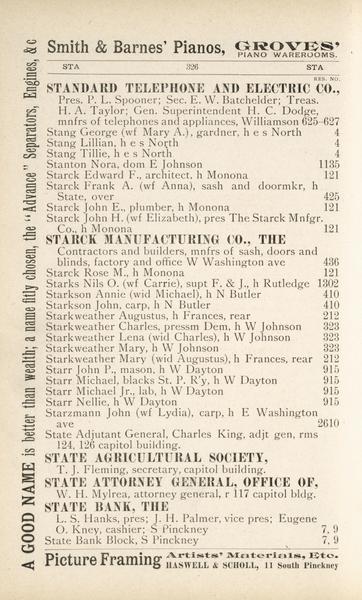 Smith & Barnes' Pianos, GROVES' PIANO WAREROOMS.
STA 326 STA
RES. NO.
STANDARD TELEPHONE AND ELECTRIC CO.,
Pres. P. L. Spooner; Sec. E. W. Batchelder; Treas.
H. A. Taylor; Gen. Superintendent H. C. Dodge,
mnfrs of telephones and appliances, Williamson 625-627
Stang George (wf Mary A.), gardner, h e s North 4
Stang Lillian, h e s North 4
Stang Tillie, h e s North 4
Stanton Nora, dom E Johnson 1135
Starck Edward F., architect, h Monona 121
Starck Frank A. (wf Anna), sash and doormkr, h
State, over 425
Starck John E., plumber, h Monona 121
Starck John H. (wf Elizabeth), pres The Starck Mnfgr.
Co., h Monona 121
STARCK MANUFACTURING CO., THE
Contractors and builders, mnfrs of sash, doors and
blinds, factory and office W Washington ave 436
Starck Rose M., h Monona 121
Starks Nils O. (wf Carrie), supt F. & J., h Rutledge 1302
Starkson Annie (wid Michael), h N Butler 410
Starkson John, carp, h N Butler 410
Starkweather Augustus, h Frances, rear 212
Starkweather Charles, pressm Dem, h W Johnson 323
Starkweather Lena (wid Charles), h W Johnson 323
Starkweather Mary, h W Johnson 323
Starkweather Mary (wid Augustus), h Frances, rear 212
Starr John P., mason, h W Dayton 915
Starr Michael, blacks St. P. R'y, h W Dayton 915
Starr Michael Jr., lab, h W Dayton 915
Starr Nellie, h W Dayton 915
Starzmann John (wf Lydia), carp, h E Washington
ave 2610
State Adjutant General, Charles King, adjt gen, rms
124, 126 capitol building.
STATE AGRICULTURAL SOCIETY,
T. J. Fleming, secretary, capitol building.
STATE ATTORNEY GENERAL, OFFICE OF,
W. H. Mylrea, attorney general, r 117 capitol bldg.
STATE BANK, THE
L. S. Hanks, pres; J. H. Palmer, vice pres; Eugene
O. Kney, cashier; S Pinckney 7, 9
State Bank Block, S Pinckney 7, 9
Picture Framing Artists' Materials, Etc.
HASWELL & SCHOLL, 11 South Pinckney
A GOOD NAME is better than wealth; a name fitly chosen, the "Advance" Separators, Engines, &c